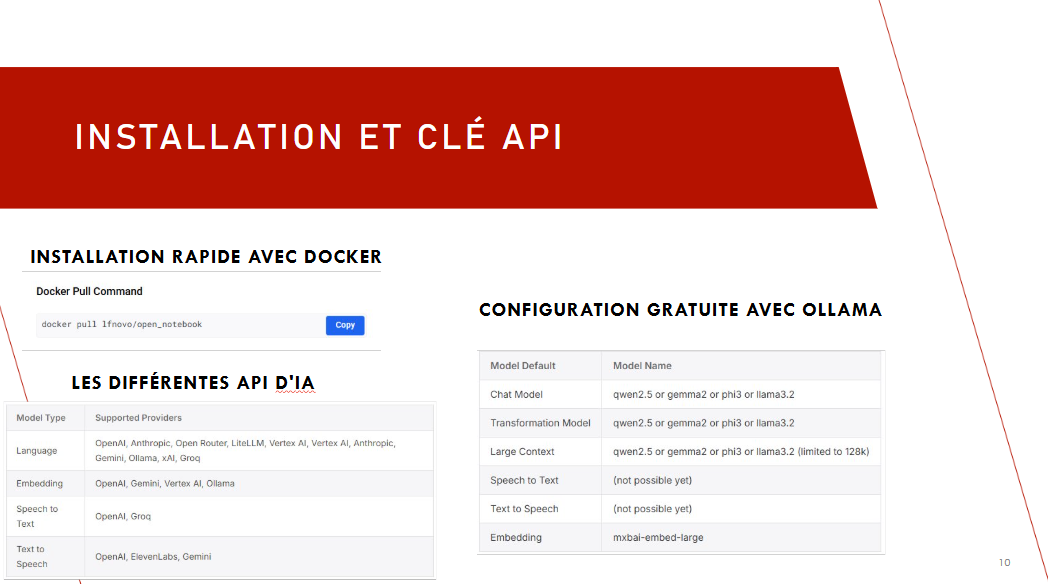 INSTALLATION ET CLÉ API
INSTALLATION RAPIDE AVEC DOCKER
Docker Pull Command
docker pull lfnovo/open_notebook
Copy
LES DIFFÉRENTES API D'IA
Model Type Supported Providers
Language OpenAI, Anthropic, Open Router, LiteLLM, Vertex AI, Vertex AI, Anthropic,
Gemini, Ollama, xAI, Groq
Embedding OpenAI, Gemini, Vertex AI, Ollama
Speech to
Text OpenAI, Groq
Text to
Speech OpenAI, ElevenLabs, Gemini
CONFIGURATION GRATUITE AVEC OLLAMA
Model Default Model Name
Chat Model qwen2.5 or gemma2 or phi3 or llama3.2
Transformation Model qwen2.5 or gemma2 or phi3 or llama3.2
Large Context qwen2.5 or gemma2 or phi3 or llama3.2 (limited to 128k)
Speech to Text (not possible yet)
Text to Speech (not possible yet)
Embedding mxbai-embed-large
10